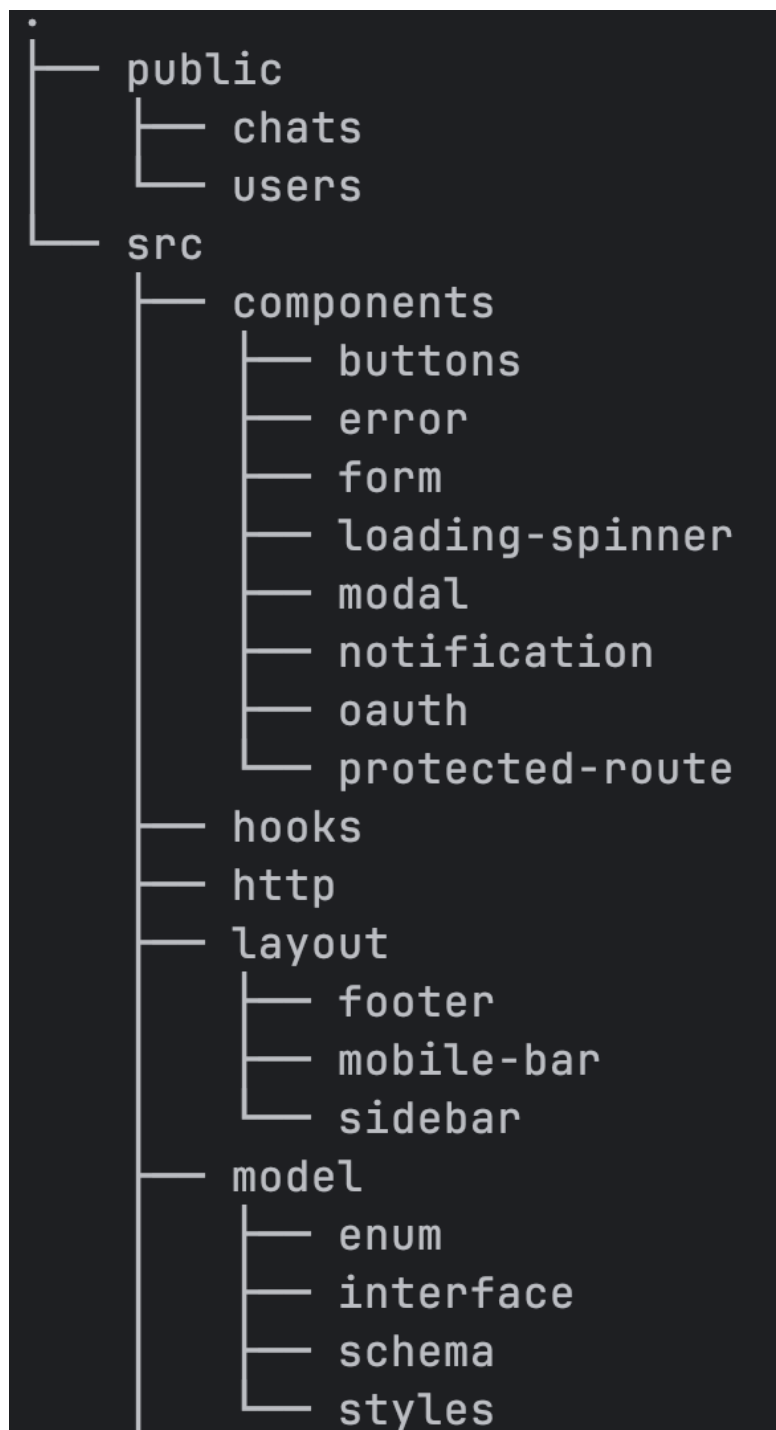 .
├── public
│   ├── chats
│   └── users
└── src
    ├── components
    │   ├── buttons
    │   ├── error
    │   ├── form
    │   ├── loading-spinner
    │   ├── modal
    │   ├── notification
    │   ├── oauth
    │   └── protected-route
    ├── hooks
    ├── http
    ├── layout
    │   ├── footer
    │   ├── mobile-bar
    │   └── sidebar
    ├── model
    │   ├── enum
    │   ├── interface
    │   ├── schema
    │   └── styles